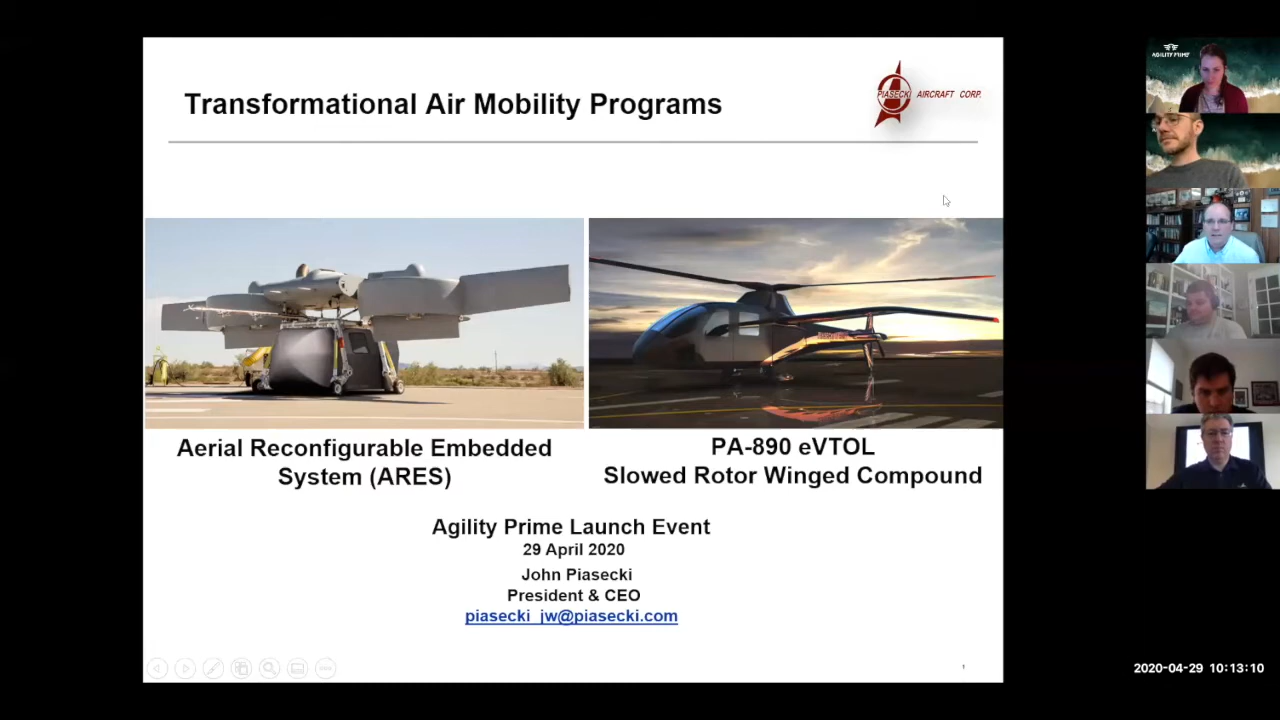 Transformational Air Mobility Programs
PIASECKI AIRCRAFT CORP.
AGILITY PRIME
Aerial Reconfigurable Embedded
System (ARES)
PA-890 eVTOL
Slowed Rotor Winged Compound
Agility Prime Launch Event
29 April 2020
John Piasecki
President & CEO
piasecki_jw@piasecki.com
2020-04-29 10:13:10